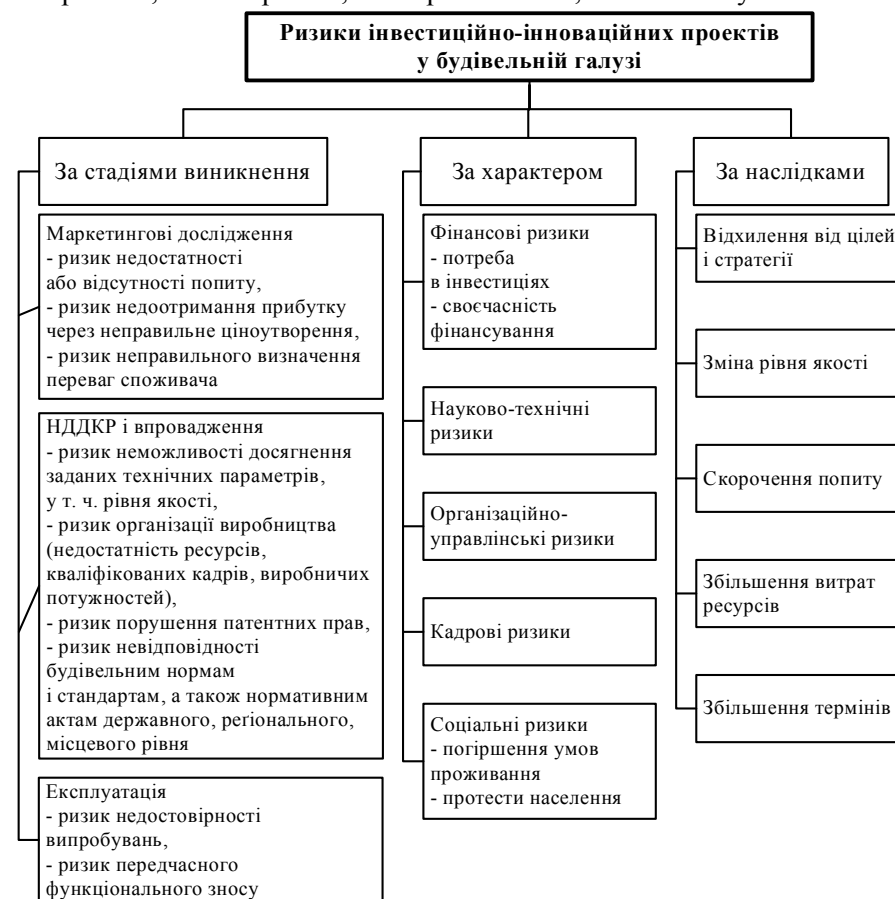 Ризики інвестиційно-інноваційних проектів
у будівельній галузі
За стадіями виникнення
Маркетингові дослідження
- ризик недостатності
або відсутності попиту,
- ризик недоотримання прибутку
через неправильне ціноутворення,
- ризик неправильного визначення
переваг споживача
НДДКР і впровадження
- ризик неможливості досягнення
заданих технічних параметрів,
у т. ч. рівня якості,
- ризик організації виробництва
(недостатність ресурсів,
кваліфікованих кадрів, виробничих
потужностей),
- ризик порушення патентних прав,
- ризик невідповідності
будівельним нормам
і стандартам, а також нормативним
актам державного, регіонального,
місцевого рівня
Експлуатація
- ризик недостовірності
випробувань,
- ризик передчасного
функціонального зносу
За характером
Фінансові ризики
- потреба
в інвестиціях
- своєчасність
фінансування
Науково-технічні
ризики
Організаційно-
управлінські ризики
Кадрові ризики
Соціальні ризики
- погіршення умов
проживання
- протести населення
За наслідками
Відхилення від цілей
і стратегії
Зміна рівня якості
Скорочення попиту
Збільшення витрат
ресурсів
Збільшення термінів